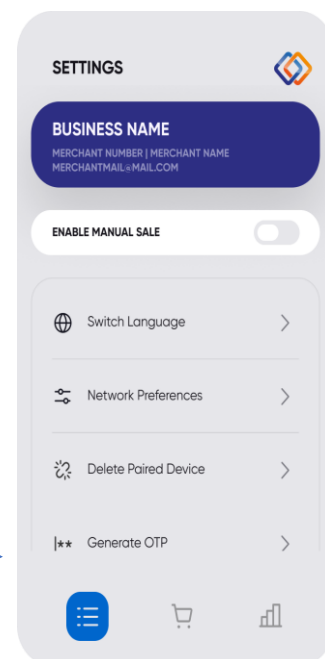 SETTINGS
BUSINESS NAME
MERCHANT NUMBER | MERCHANT NAME
MERCHANTMAIL@MAIL.COM
ENABLE MANUAL SALE
Switch Language
Network Preferences
Delete Paired Device
Generate OTP